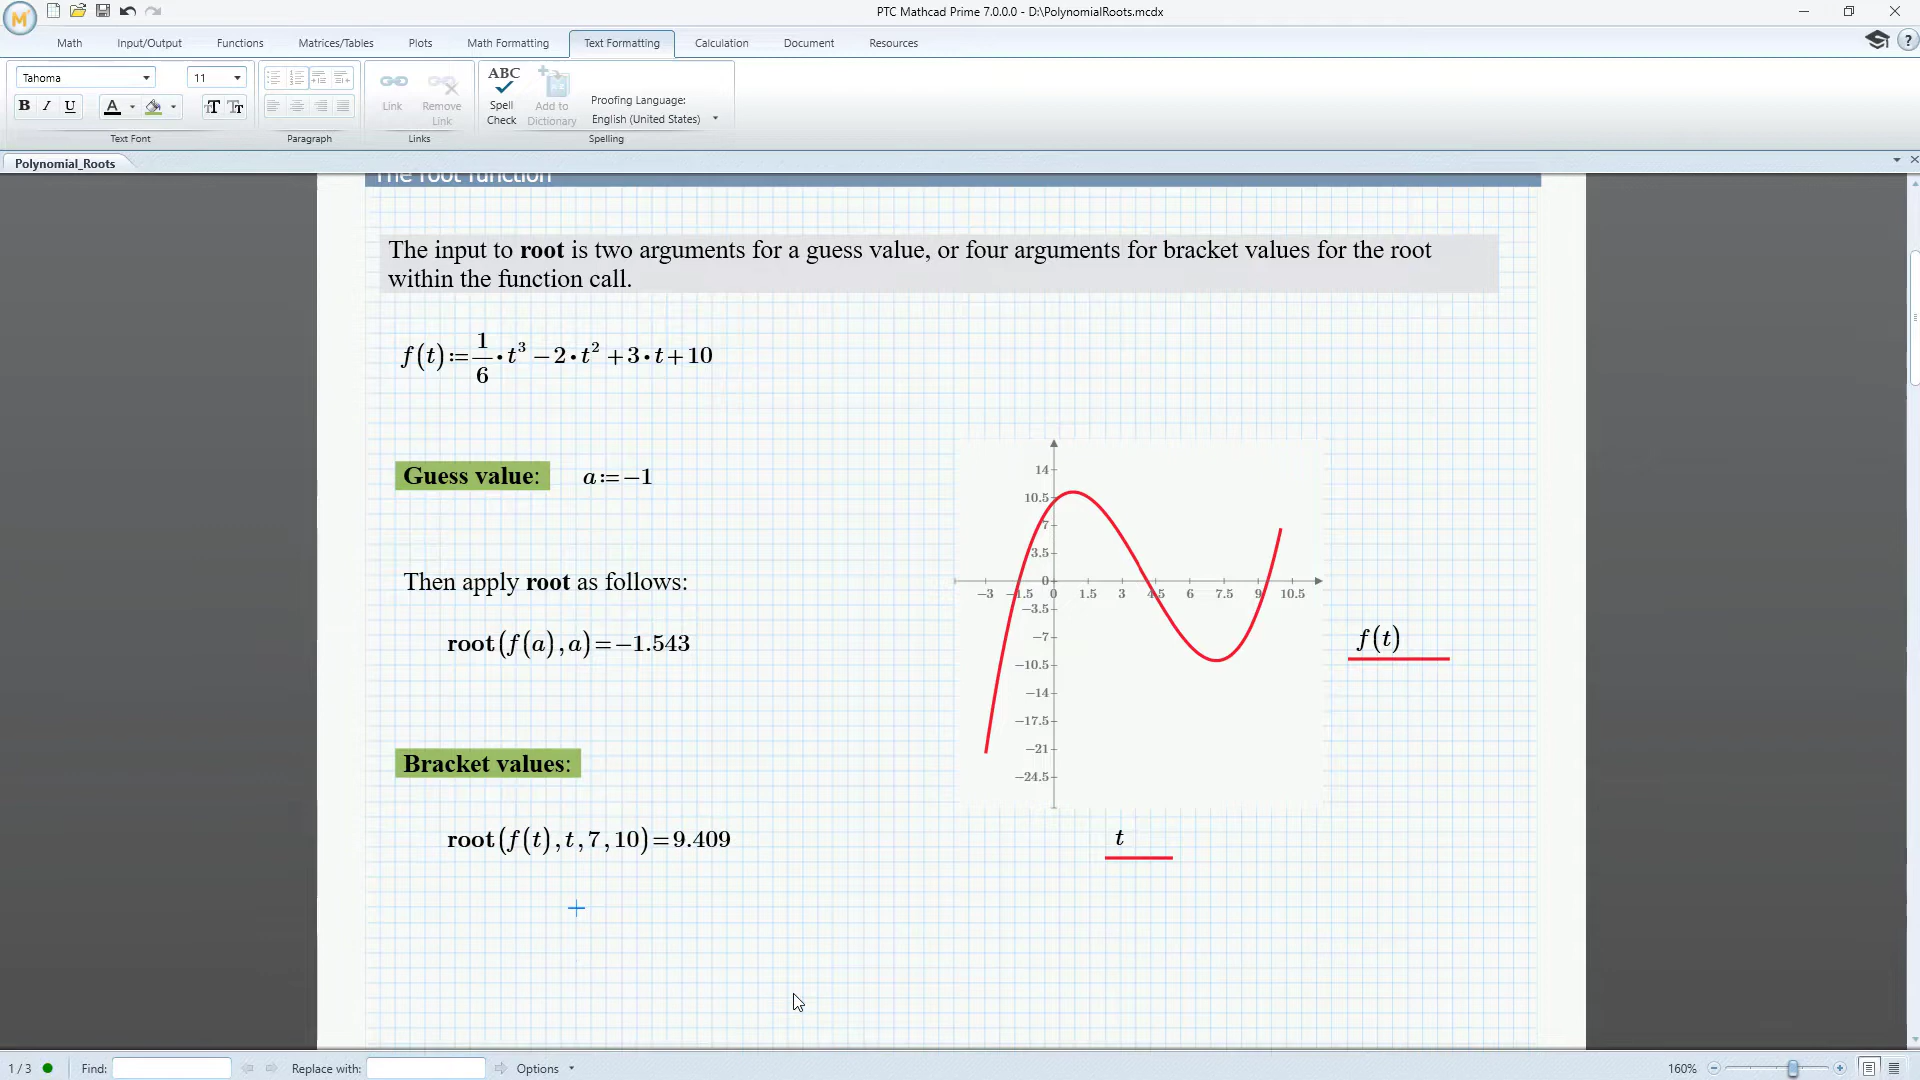 PTC Mathcad Prime 7.0.0.0 - D:\PolynomialRoots.mcdx
Math Input/Output Functions Matrices/Tables Plots Math Formatting Text Formatting Calculation Document Resources
Tahoma 11
B I U A
Link
Remove Link
ABC
Spell Check
Add to Dictionary
Proofing Language:
English (United States)
Text Font Paragraph Links Spelling
Polynomial_Roots
The root function
The input to root is two arguments for a guess value, or four arguments for bracket values for the root
within the function call.
f(t):=1/6·t³−2·t²+3·t+10
Guess value: a:=−1
Then apply root as follows:
root(f(a),a)=−1.543
Bracket values:
root(f(t),t,7,10)=9.409
14
10.5
7
3.5
0
−3 −1.5 0 1.5 3 4.5 6 7.5 9 10.5
−3.5
−7
−10.5
−14
−17.5
−21
−24.5
f(t)
t
1 / 3 Find: Replace with: Options 160%